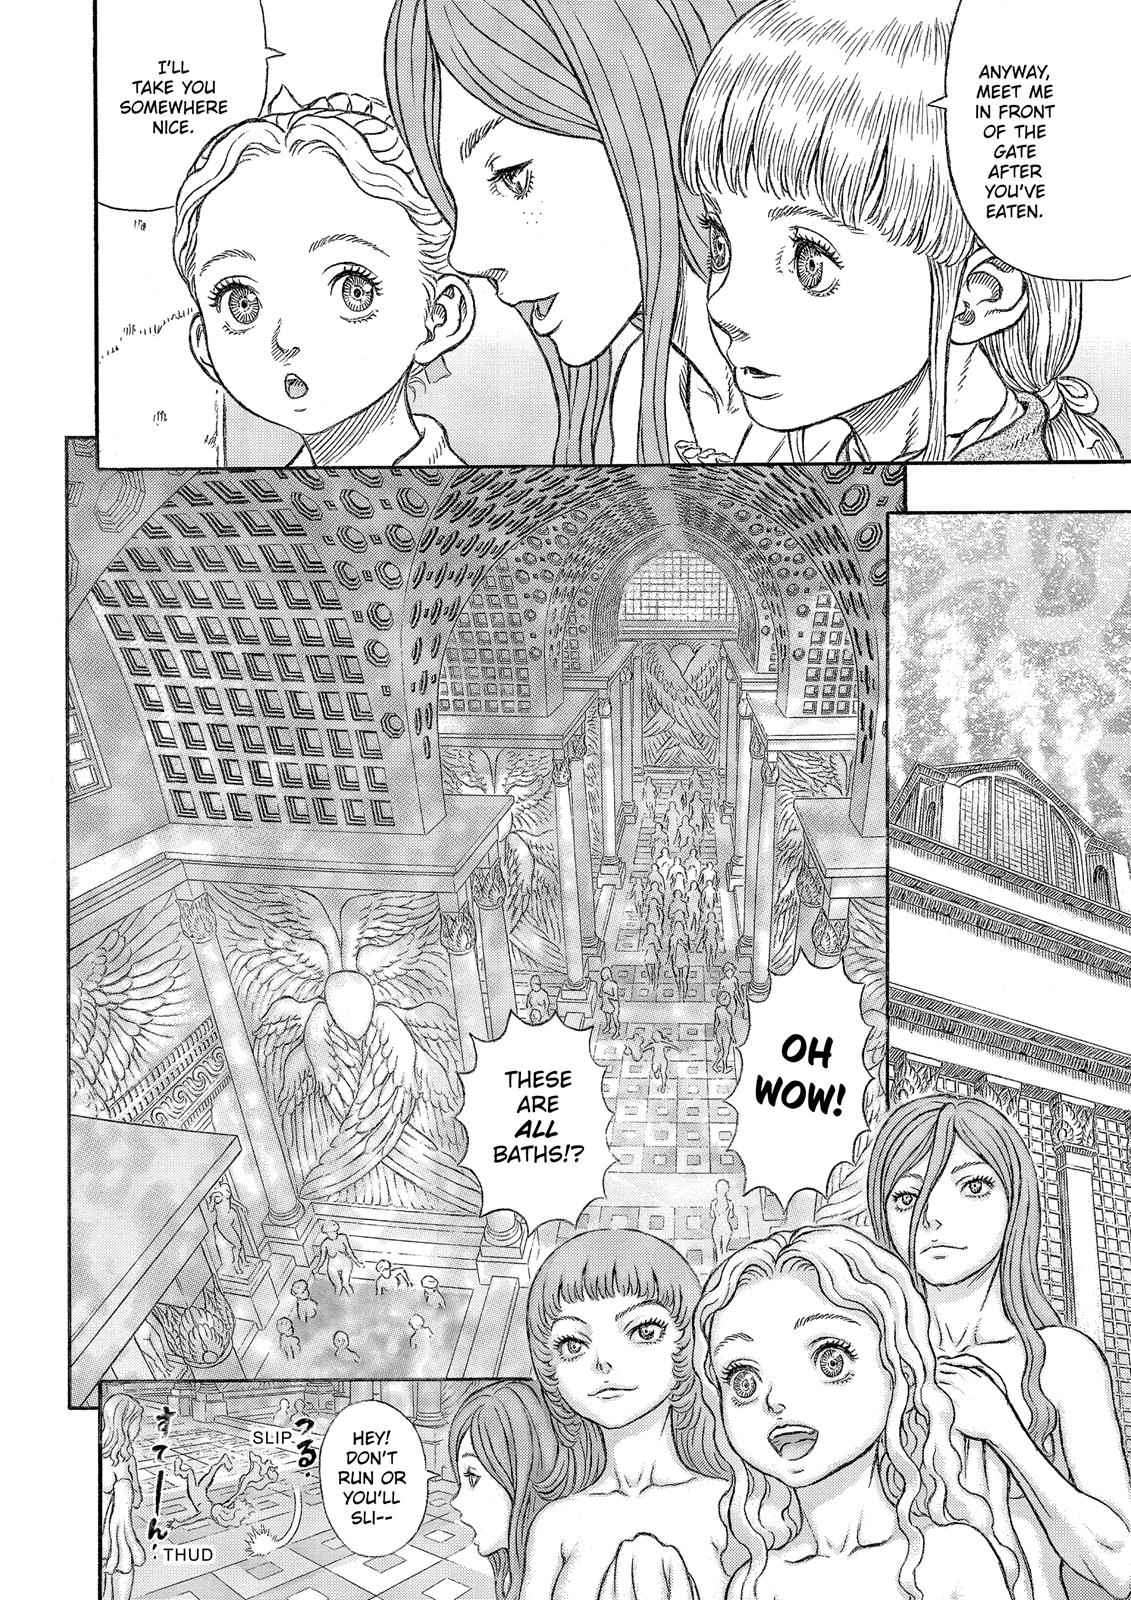 ANYWAY,
MEET ME
IN FRONT
OF THE
GATE
AFTER
YOU'VE
EATEN.
I'LL
TAKE YOU
SOMEWHERE
NICE.
OH
WOW!
THESE
ARE
ALL
BATHS!?
HEY!
DON'T
RUN OR
YOU'LL
SLI--
つる
SLIP
すてーん
THUD